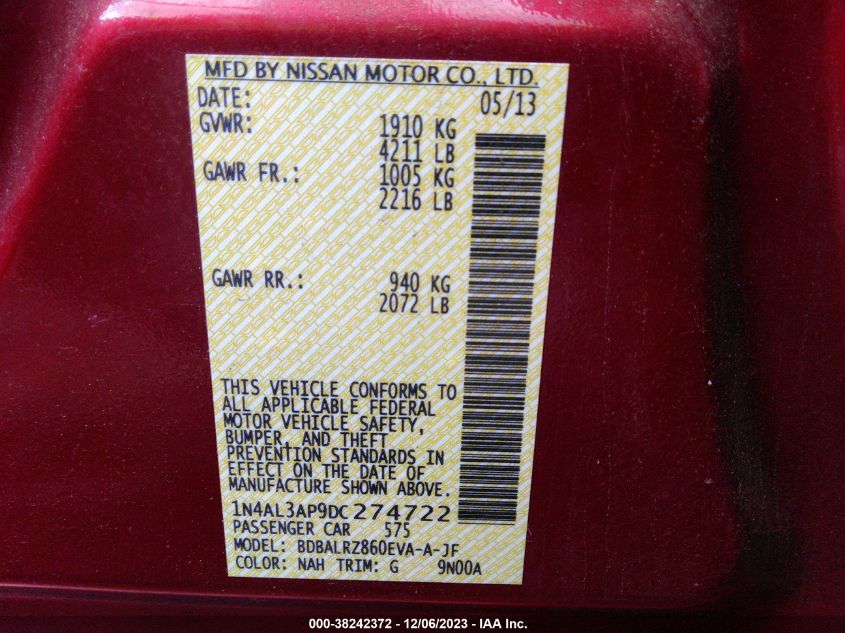 MFD BY NISSAN MOTOR CO., LTD.
DATE: 05/13
GVWR: 1910 KG
4211 LB
GAWR FR.: 1005 KG
2216 LB
GAWR RR.: 940 KG
2072 LB
THIS VEHICLE CONFORMS TO
ALL APPLICABLE FEDERAL
MOTOR VEHICLE SAFETY,
BUMPER, AND THEFT
PREVENTION STANDARDS IN
EFFECT ON THE DATE OF
MANUFACTURE SHOWN ABOVE.
1N4AL3AP9DC274722
PASSENGER CAR 575
MODEL: BDBALRZ860EVA-A-JF
COLOR: NAH TRIM: G 9N00A
000-38242372 - 12/06/2023 - IAA Inc.